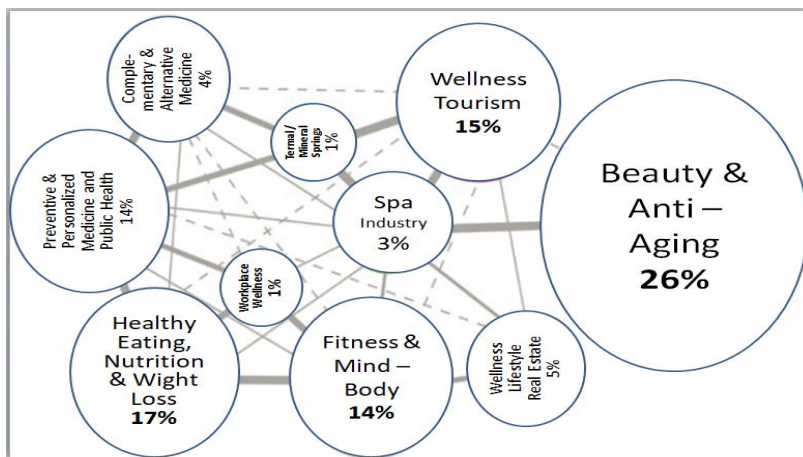 Comple-
mentary &
Alternative
Medicine
4%
Wellness
Tourism
15%
Termal/
Mineral
Springs
1%
Beauty &
Anti –
Aging
26%
Preventive &
Personalized
Medicine and
Public Health
14%
Spa
Industry
3%
Workplace
Wellness
1%
Healthy
Eating,
Nutrition
& Wight
Loss
17%
Fitness &
Mind –
Body
14%
Wellness
Lifestyle
Real Estate
5%